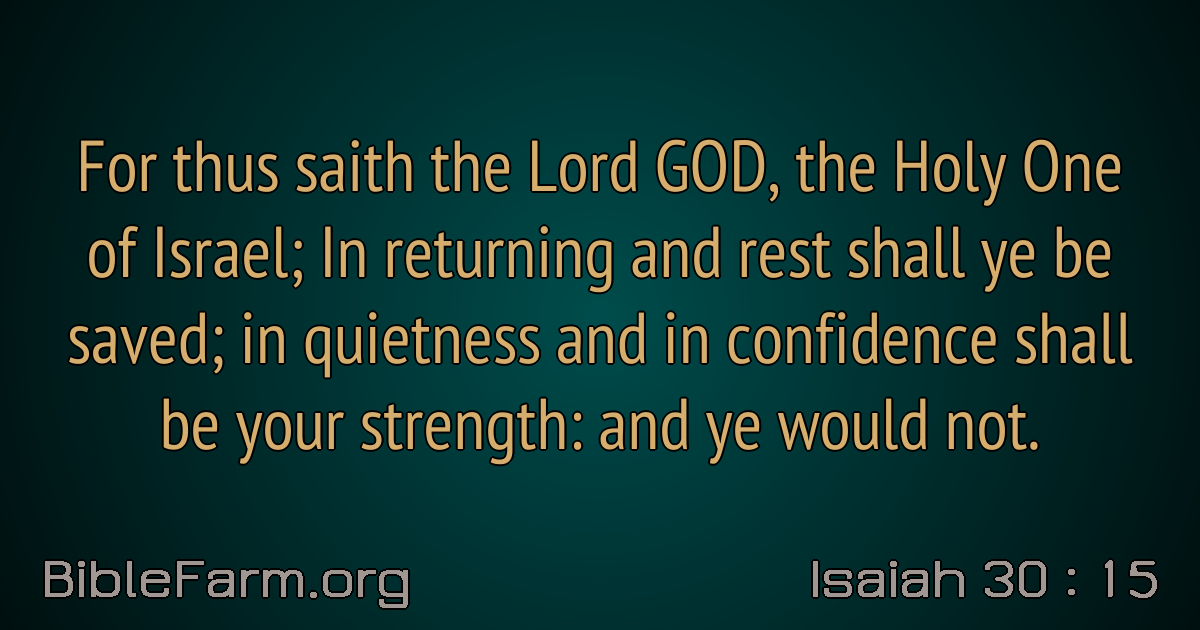 For thus saith the Lord GOD, the Holy One
of Israel; In returning and rest shall ye be
saved; in quietness and in confidence shall
be your strength: and ye would not.
BibleFarm.org
Isaiah 30 : 15